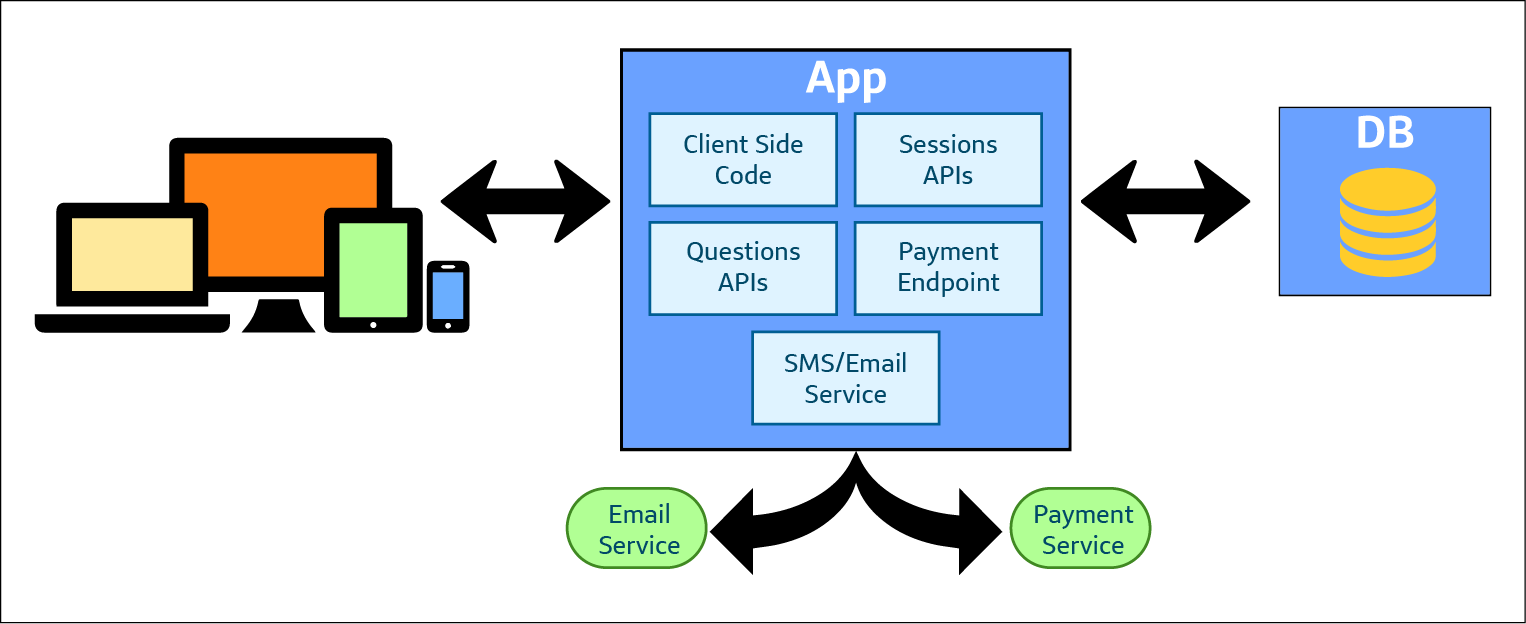 App
Client Side
Code
Sessions
APIs
Questions
APIs
Payment
Endpoint
SMS/Email
Service
DB
Email
Service
Payment
Service